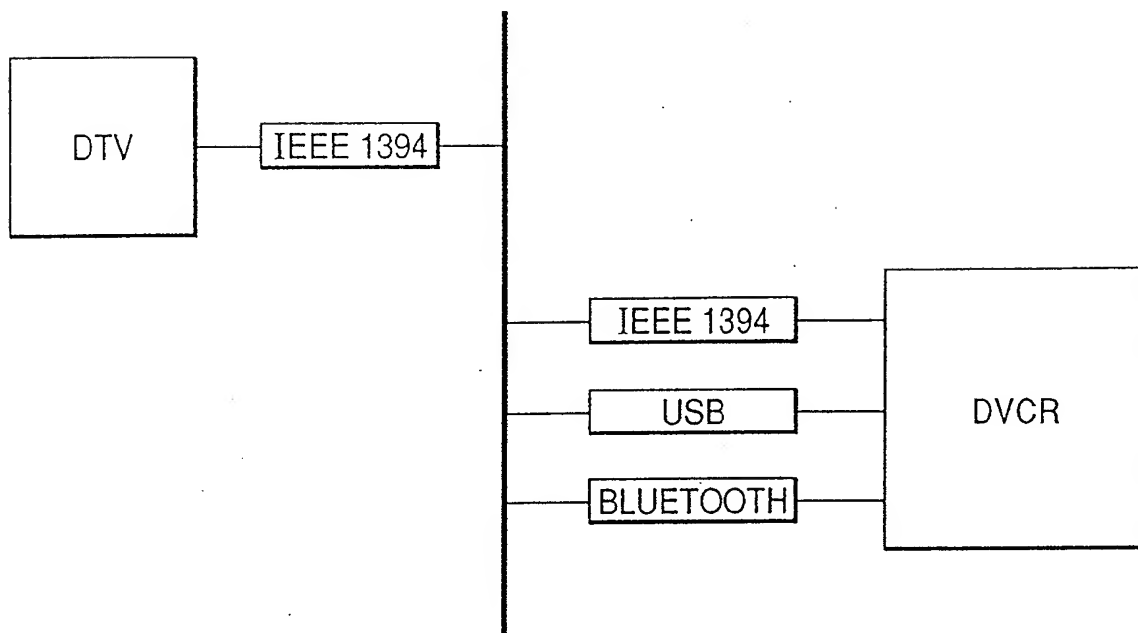 DTV
IEEE 1394
IEEE 1394
USB
DVCR
BLUETOOTH